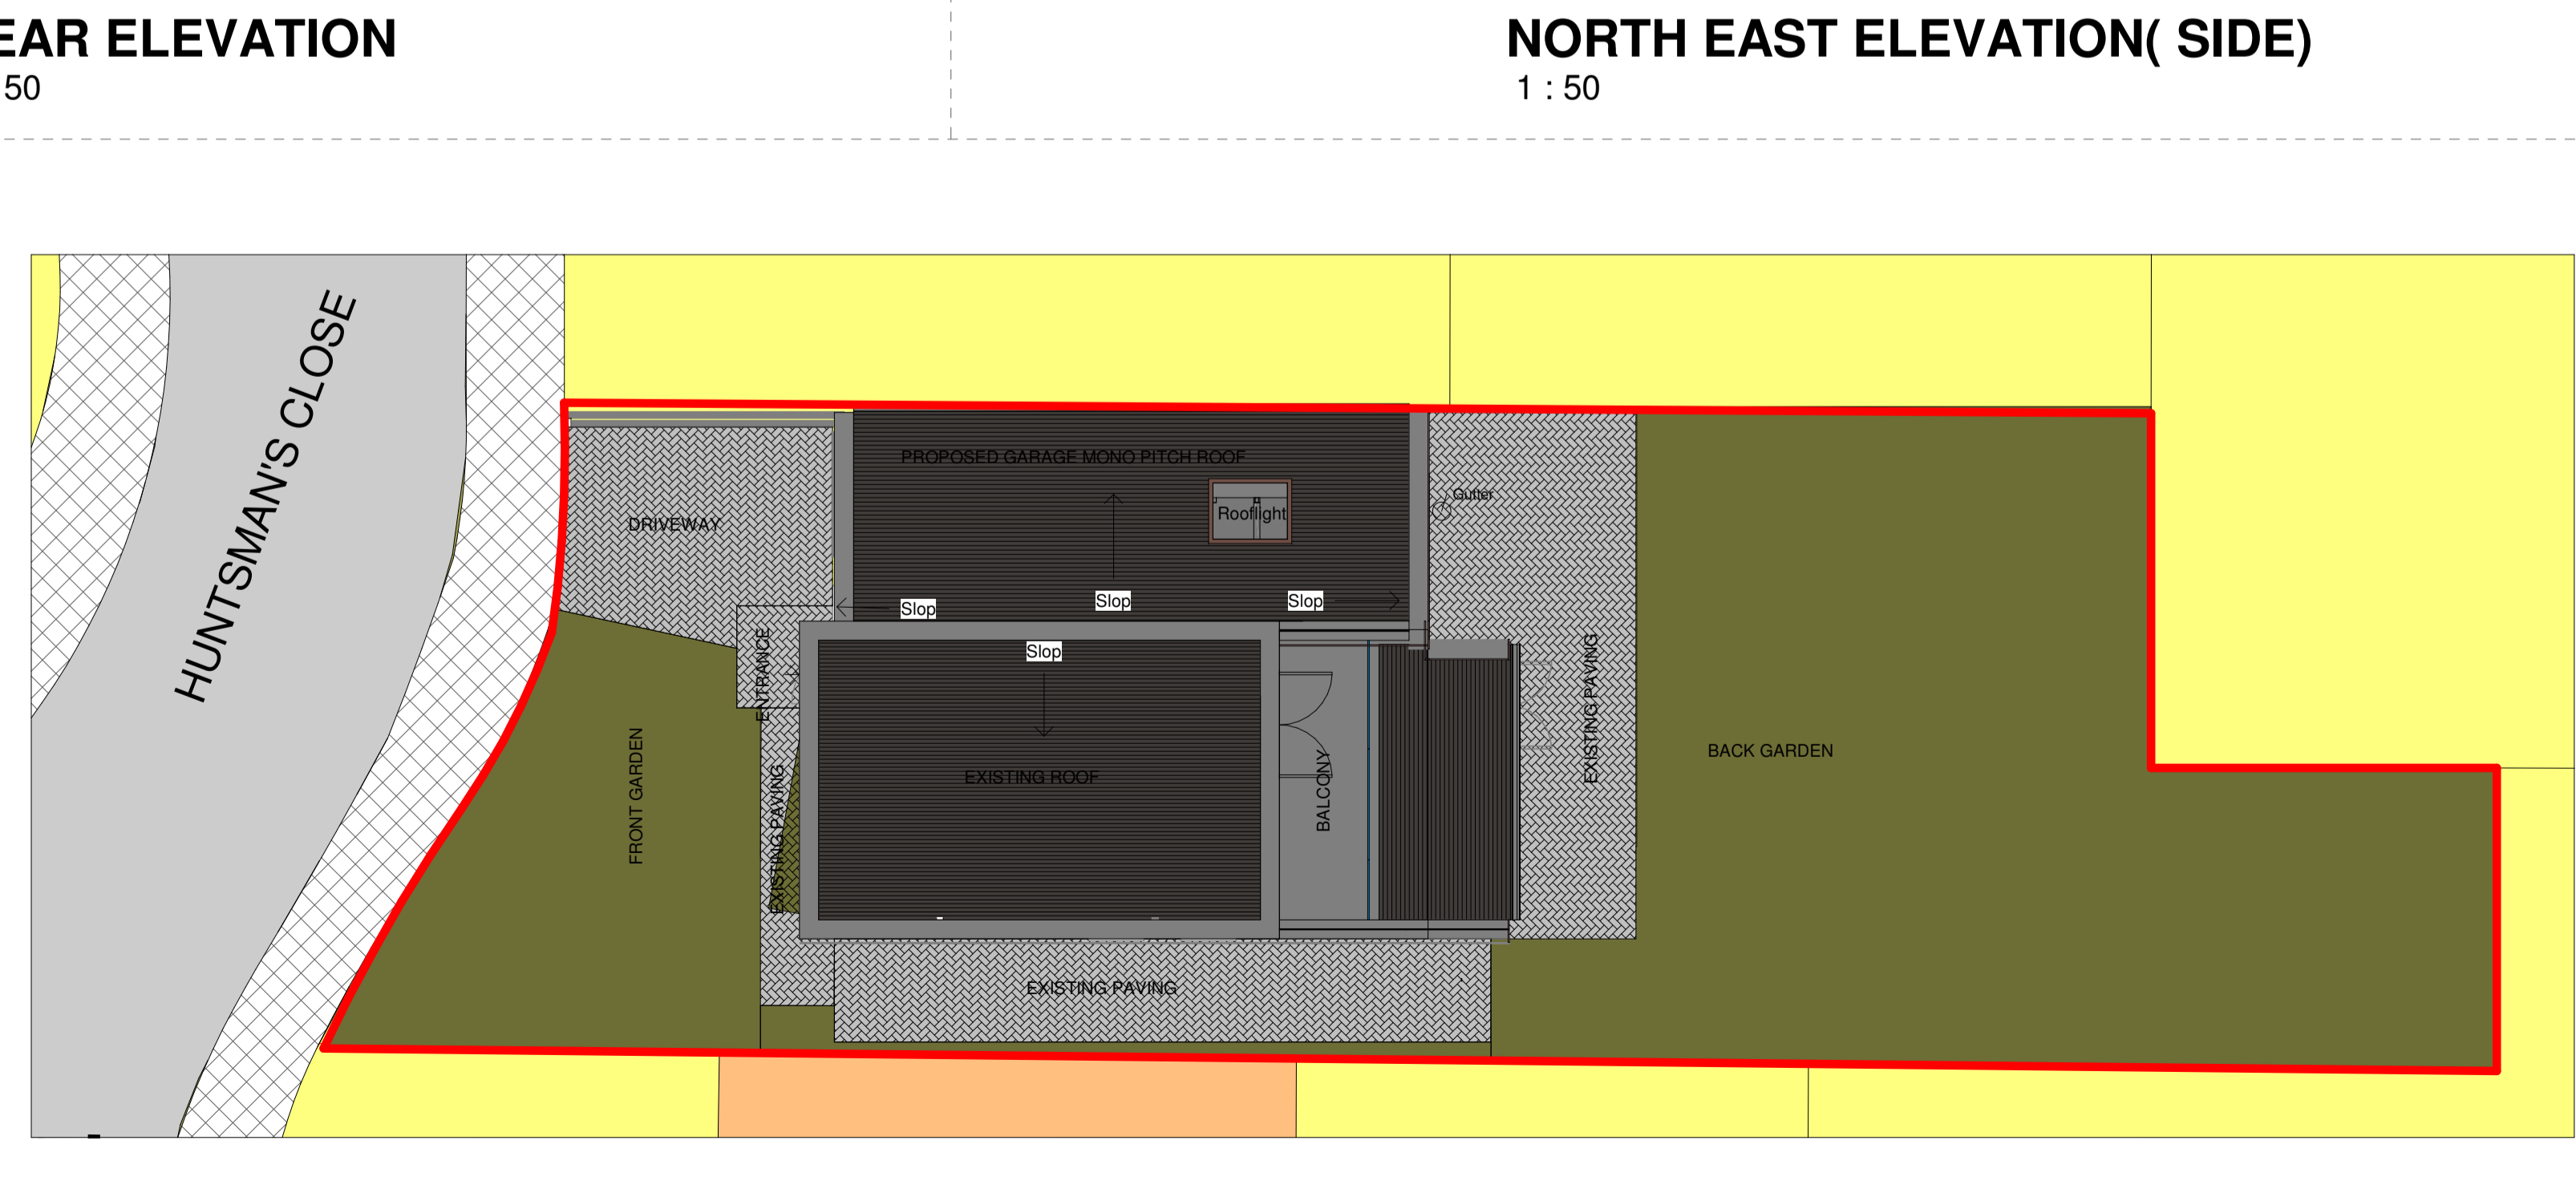 EAR ELEVATION
50
NORTH EAST ELEVATION( SIDE)
1 : 50
HUNTSMAN'S CLOSE
PROPOSED GARAGE MONO PITCH ROOF
Gutter
Rooflight
DRIVEWAY
Slop
Slop
Slop
ENTRANCE
Slop
EXISTING PAVING
FRONT GARDEN
EXISTING PAVING
EXISTING ROOF
BALCONY
BACK GARDEN
EXISTING PAVING